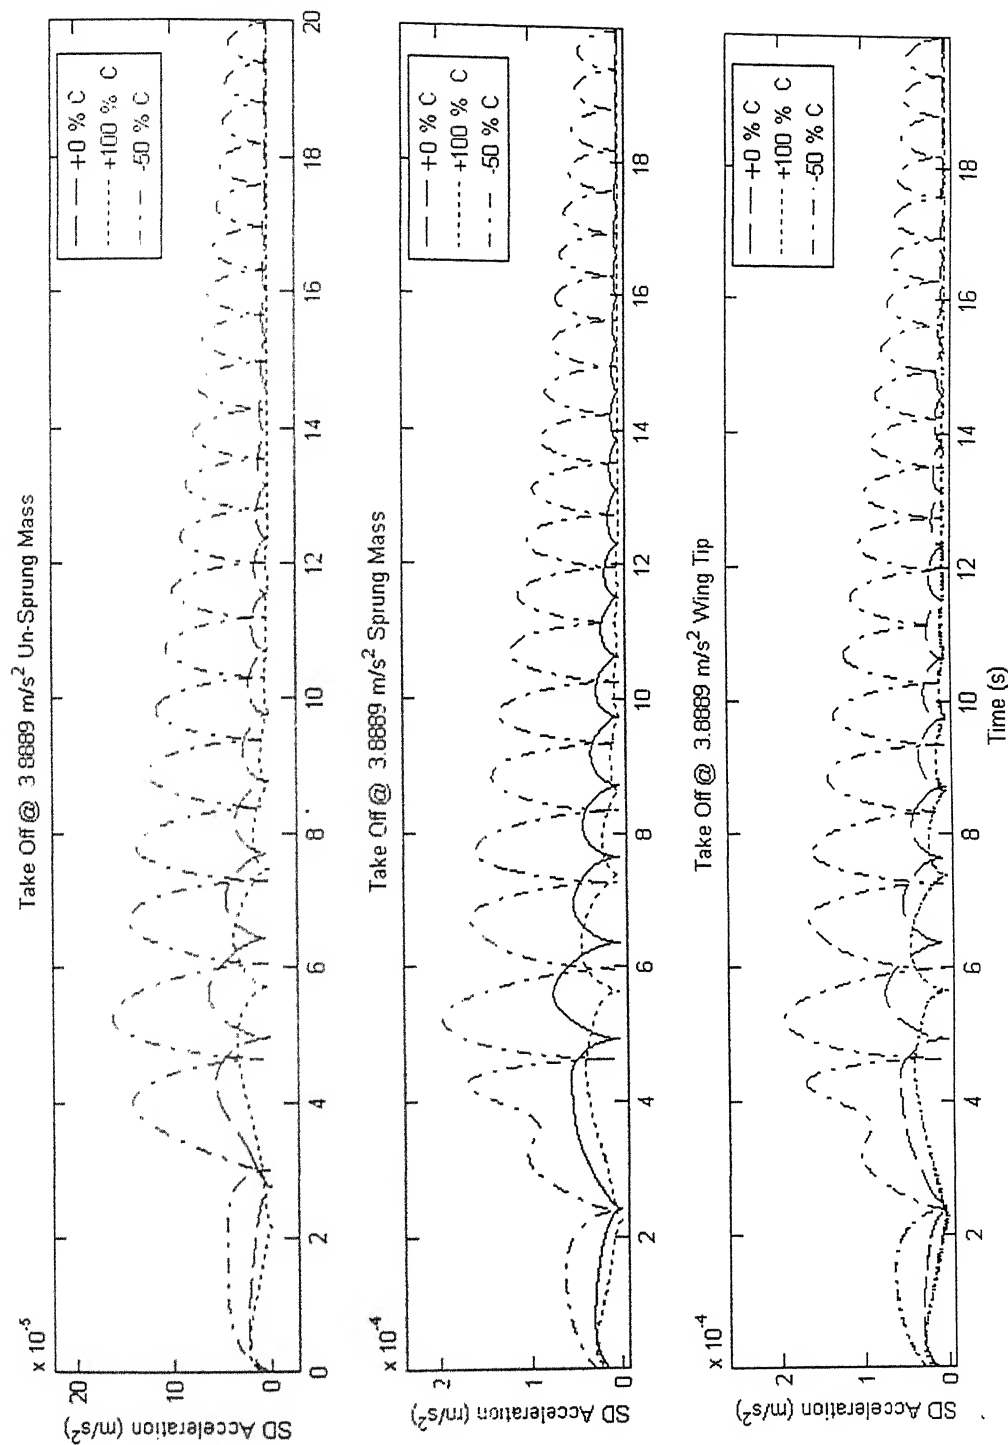 Take Off @ 3.8889 m/s² Un-Sprung Mass
x 10⁻⁵
SD Acceleration (m/s²)
20
10
0
0 2 4 6 8 10 12 14 16 18 20
+0 % C
+100 % C
-50 % C
Take Off @ 3.8889 m/s² Sprung Mass
x 10⁻⁴
SD Acceleration (m/s²)
2
1
0
2 4 6 8 10 12 14 16 18
+0 % C
+100 % C
-50 % C
Take Off @ 3.8889 m/s² Wing Tip
x 10⁻⁴
SD Acceleration (m/s²)
2
1
0
2 4 6 8 10 12 14 16 18
Time (s)
+0 % C
+100 % C
-50 % C